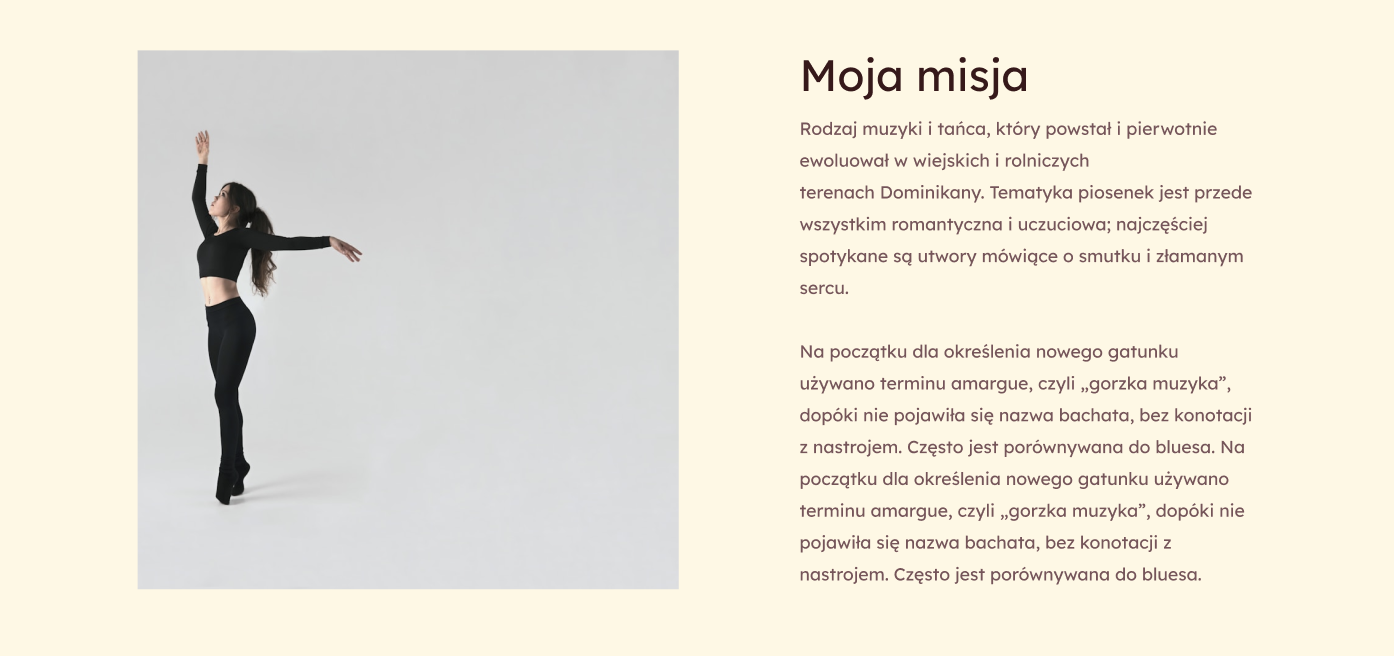 Moja misja
Rodzaj muzyki i tańca, który powstał i pierwotnie
ewoluował w wiejskich i rolniczych
terenach Dominikany. Tematyka piosenek jest przede
wszystkim romantyczna i uczuciowa; najczęściej
spotykane są utwory mówiące o smutku i złamanym
sercu.
Na początku dla określenia nowego gatunku
używano terminu amargue, czyli „gorzka muzyka”,
dopóki nie pojawiła się nazwa bachata, bez konotacji
z nastrojem. Często jest porównywana do bluesa. Na
początku dla określenia nowego gatunku używano
terminu amargue, czyli „gorzka muzyka”, dopóki nie
pojawiła się nazwa bachata, bez konotacji z
nastrojem. Często jest porównywana do bluesa.